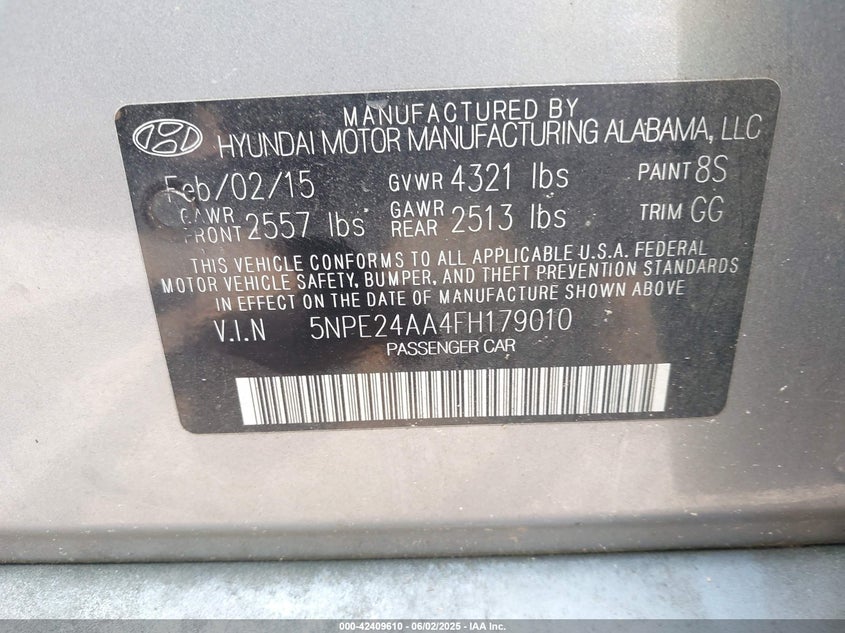 MANUFACTURED BY
HYUNDAI MOTOR MANUFACTURING ALABAMA, LLC
Feb/02/15 GVWR 4321 lbs PAINT 8S
GAWR FRONT 2557 lbs GAWR REAR 2513 lbs TRIM GG
THIS VEHICLE CONFORMS TO ALL APPLICABLE U.S.A. FEDERAL
MOTOR VEHICLE SAFETY, BUMPER, AND THEFT PREVENTION STANDARDS
IN EFFECT ON THE DATE OF MANUFACTURE SHOWN ABOVE
V.I.N 5NPE24AA4FH179010
PASSENGER CAR
000-42409610 - 06/02/2025 - IAA Inc.